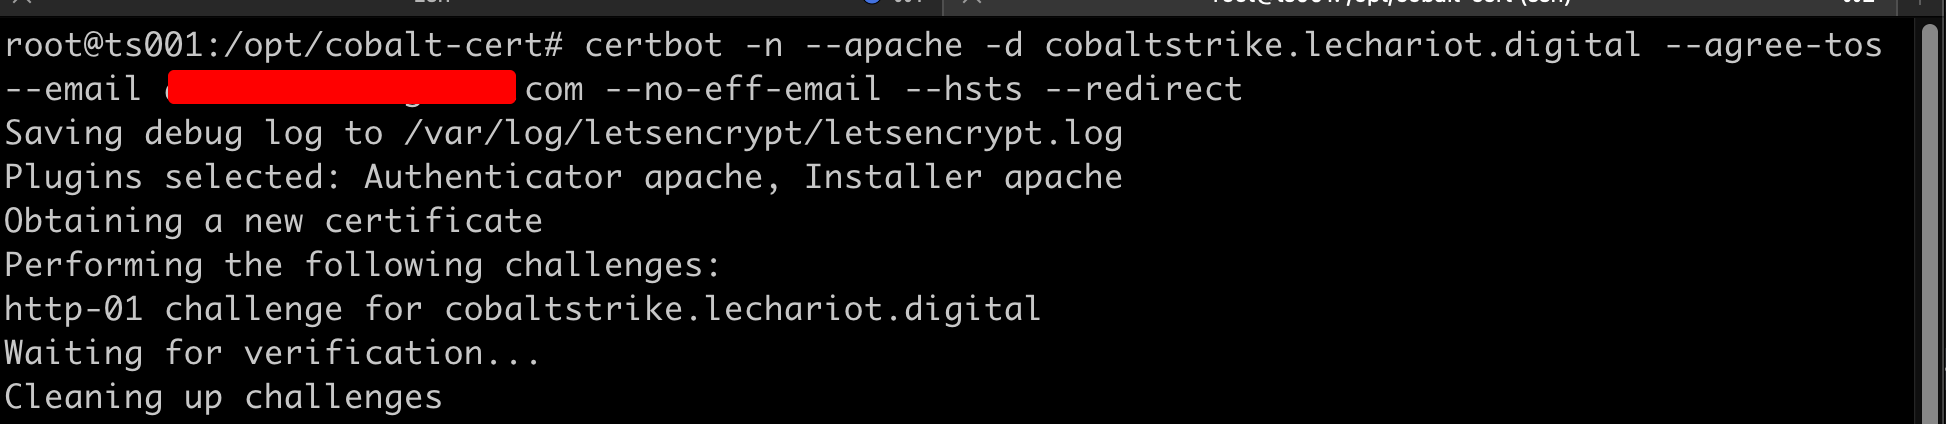 root@ts001:/opt/cobalt-cert# certbot -n --apache -d cobaltstrike.lechariot.digital --agree-tos
--email com --no-eff-email --hsts --redirect
Saving debug log to /var/log/letsencrypt/letsencrypt.log
Plugins selected: Authenticator apache, Installer apache
Obtaining a new certificate
Performing the following challenges:
http-01 challenge for cobaltstrike.lechariot.digital
Waiting for verification...
Cleaning up challenges